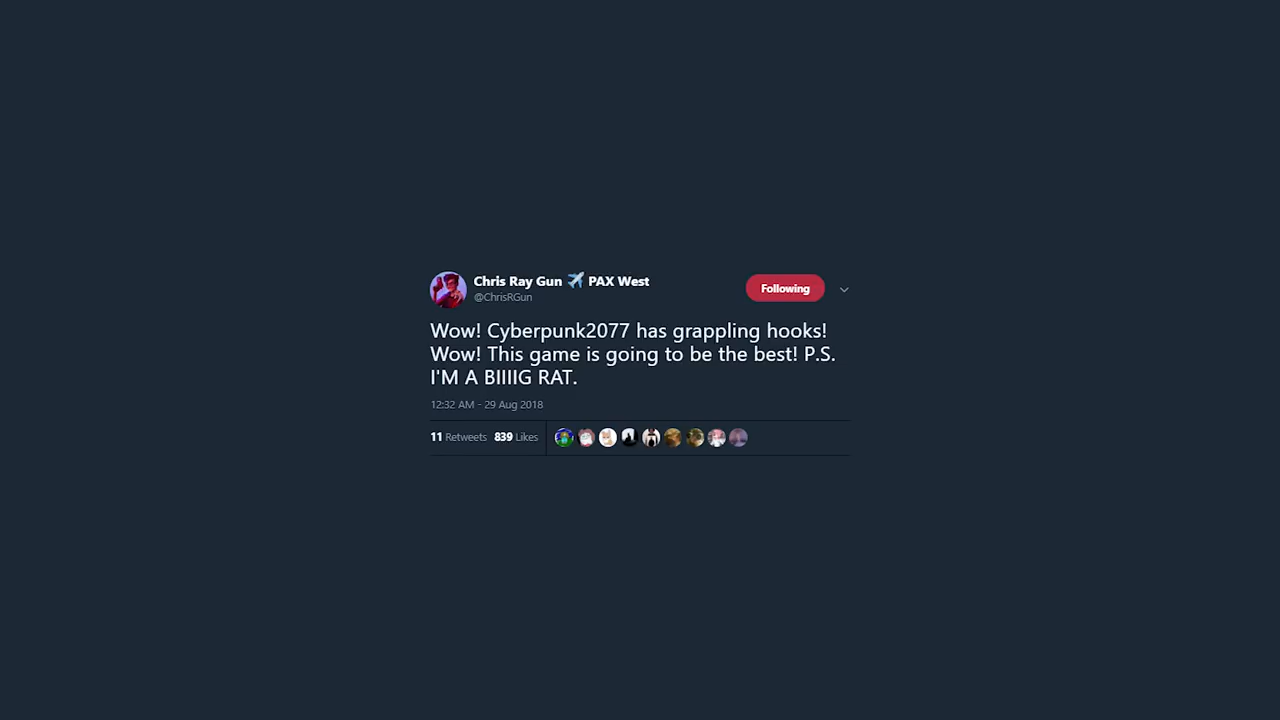 Chris Ray Gun ✈️ PAX West
@ChrisRGun
Following
Wow! Cyberpunk2077 has grappling hooks!
Wow! This game is going to be the best! P.S.
I'M A BIIIIG RAT.
12:32 AM - 29 Aug 2018
11 Retweets 839 Likes